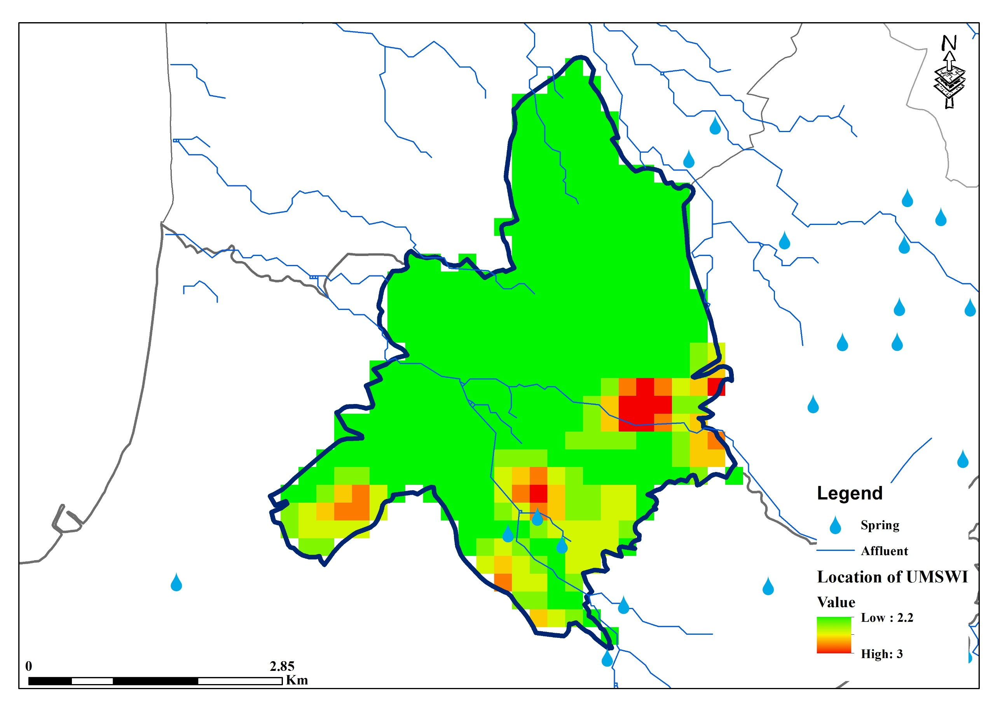 N
Legend
Spring
Affluent
Location of UMSWI
Value
Low : 2.2
High: 3
0 2.85
Km